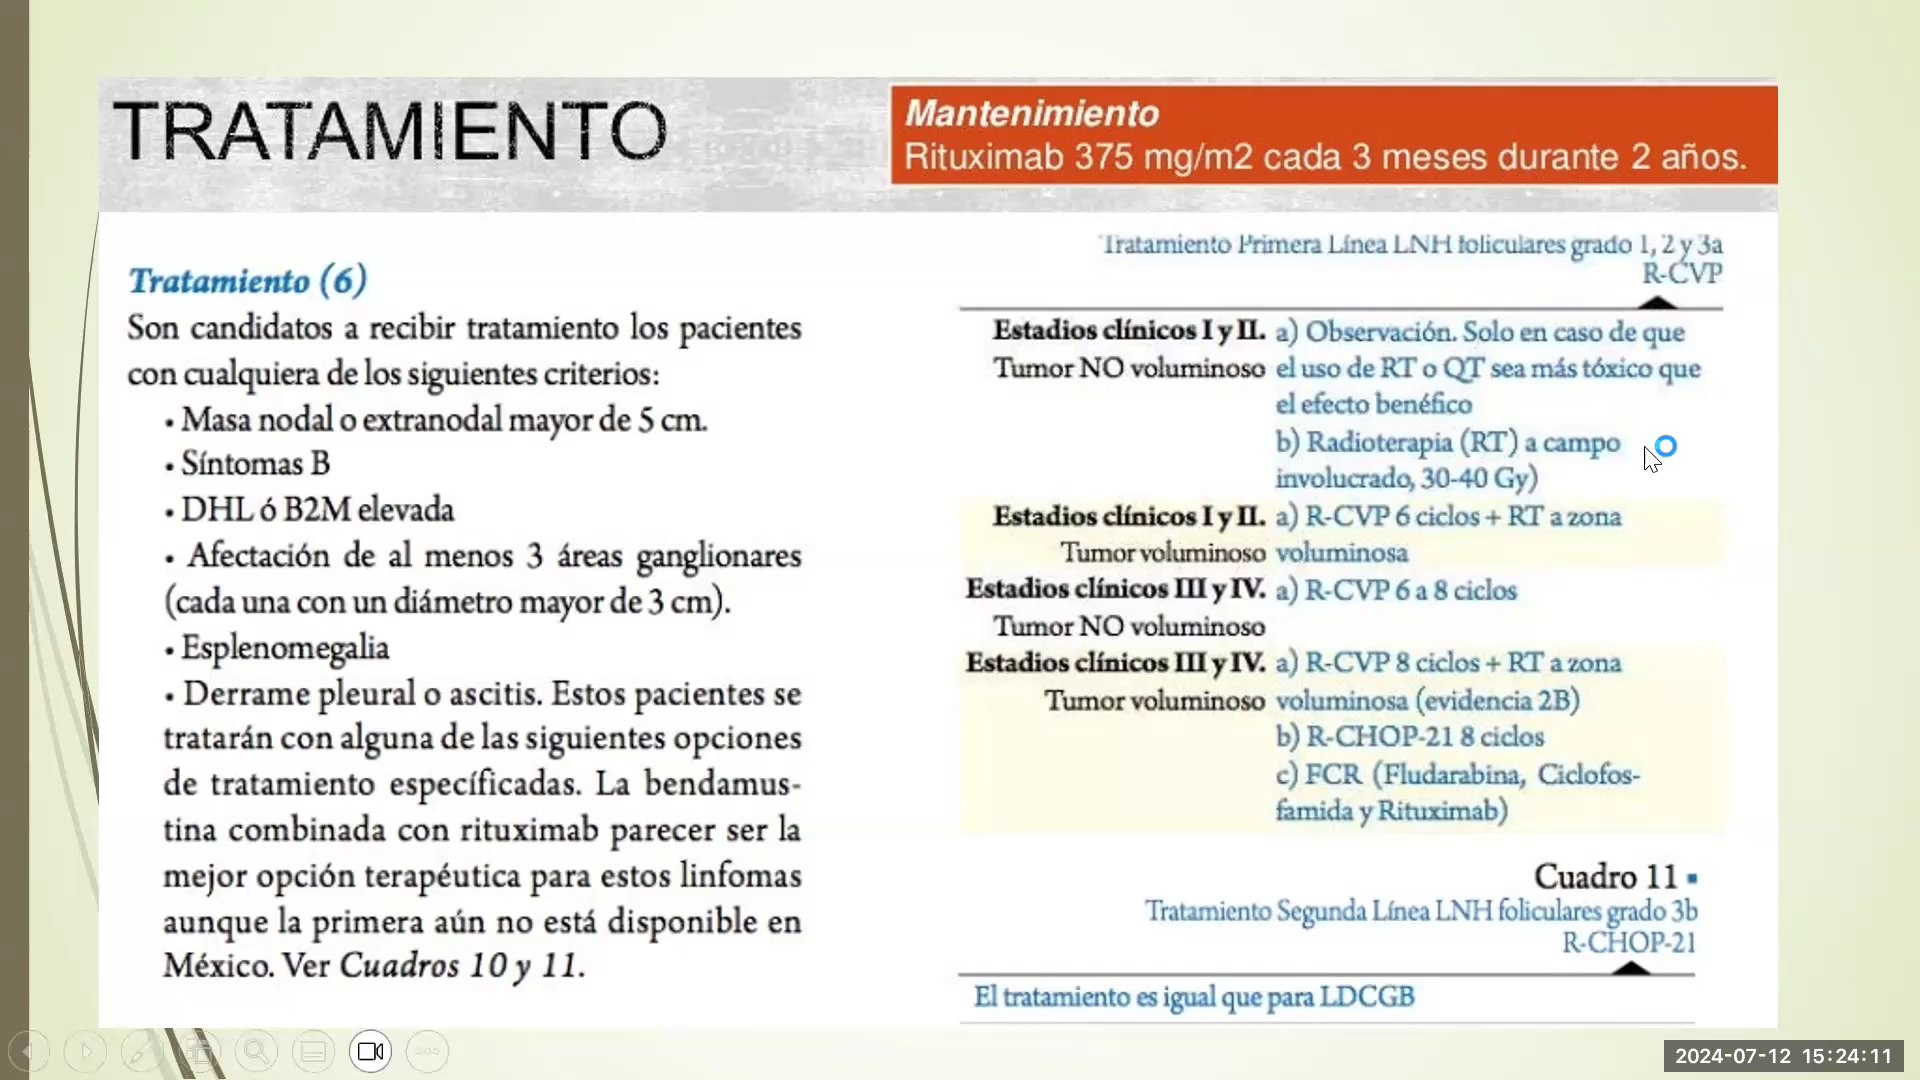 TRATAMIENTO
Mantenimiento
Rituximab 375 mg/m2 cada 3 meses durante 2 años.
Tratamiento (6)
Son candidatos a recibir tratamiento los pacientes
con cualquiera de los siguientes criterios:
• Masa nodal o extranodal mayor de 5 cm.
• Síntomas B
• DHL ó B2M elevada
• Afectación de al menos 3 áreas ganglionares
(cada una con un diámetro mayor de 3 cm).
• Esplenomegalia
• Derrame pleural o ascitis. Estos pacientes se
tratarán con alguna de las siguientes opciones
de tratamiento específicadas. La bendamus-
tina combinada con rituximab parecer ser la
mejor opción terapéutica para estos linfomas
aunque la primera aún no está disponible en
México. Ver Cuadros 10 y 11.
Tratamiento Primera Línea LNH foliculares grado 1, 2 y 3a
R-CVP
Estadios clínicos I y II. a) Observación. Solo en caso de que
Tumor NO voluminoso el uso de RT o QT sea más tóxico que
el efecto benéfico
b) Radioterapia (RT) a campo
involucrado, 30-40 Gy)
Estadios clínicos I y II. a) R-CVP 6 ciclos + RT a zona
Tumor voluminoso voluminosa
Estadios clínicos III y IV. a) R-CVP 6 a 8 ciclos
Tumor NO voluminoso
Estadios clínicos III y IV. a) R-CVP 8 ciclos + RT a zona
Tumor voluminoso voluminosa (evidencia 2B)
b) R-CHOP-21 8 ciclos
c) FCR (Fludarabina, Ciclofos-
famida y Rituximab)
Cuadro 11 ▪
Tratamiento Segunda Línea LNH foliculares grado 3b
R-CHOP-21
El tratamiento es igual que para LDCGB
2024-07-12 15:24:11